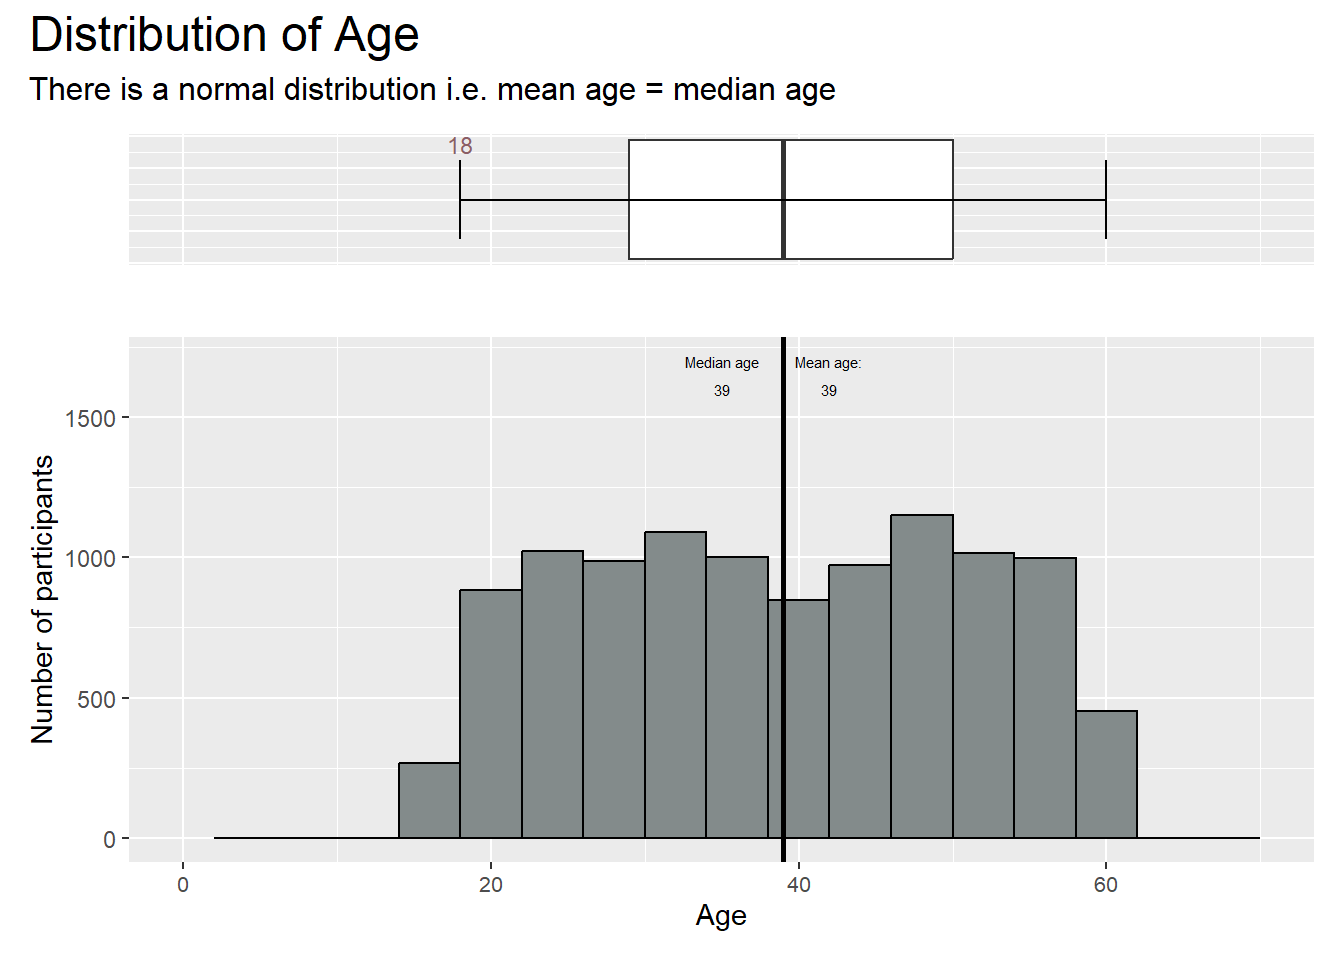 Distribution of Age
There is a normal distribution i.e. mean age = median age
18
Median age
39
Mean age:
39
1500
1000
500
0
Number of participants
0 20 40 60
Age